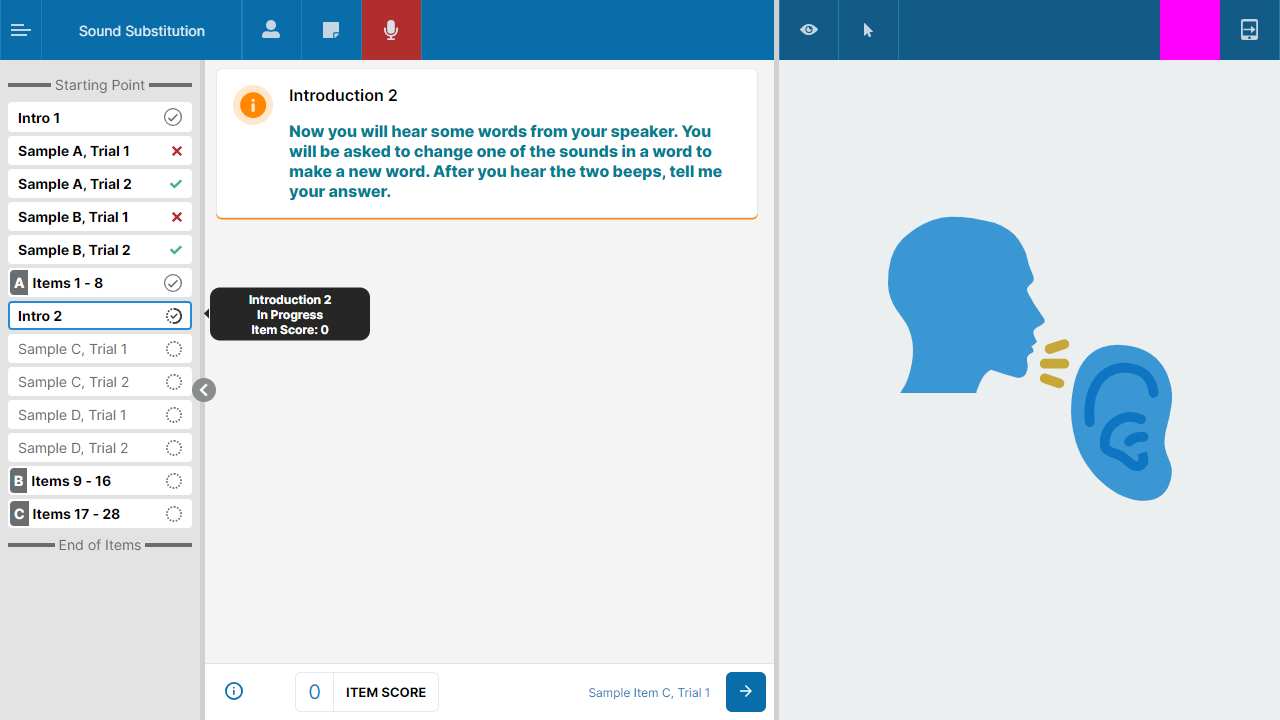 Sound Substitution
Starting Point
Intro 1
Sample A, Trial 1
Sample A, Trial 2
Sample B, Trial 1
Sample B, Trial 2
A Items 1 - 8
Intro 2
Sample C, Trial 1
Sample C, Trial 2
Sample D, Trial 1
Sample D, Trial 2
B Items 9 - 16
C Items 17 - 28
End of Items
Introduction 2
Now you will hear some words from your speaker. You
will be asked to change one of the sounds in a word to
make a new word. After you hear the two beeps, tell me
your answer.
Introduction 2
In Progress
Item Score: 0
0 ITEM SCORE
Sample Item C, Trial 1